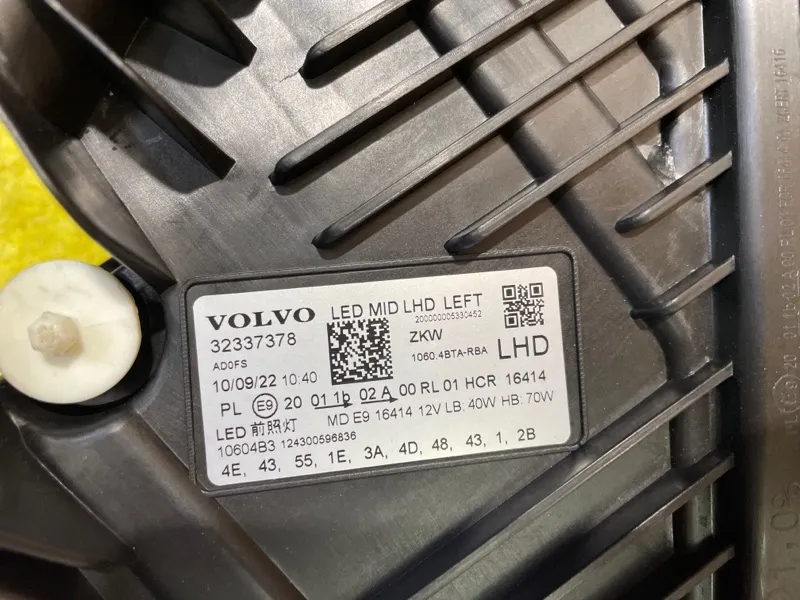 VOLVO LED MID LHD LEFT
200000005330452
32337378 ZKW
AD0FS 1060.4BTA-RBA LHD
10/09/22 10:40
PL E9 20 01 1b 02 A 00 RL 01 HCR 16414
LED 前照灯 MD E9 16414 12V LB: 40W HB: 70W
10604B3 124300596836
4E, 43, 55, 1E, 3A, 4D, 48, 43, 1, 2B